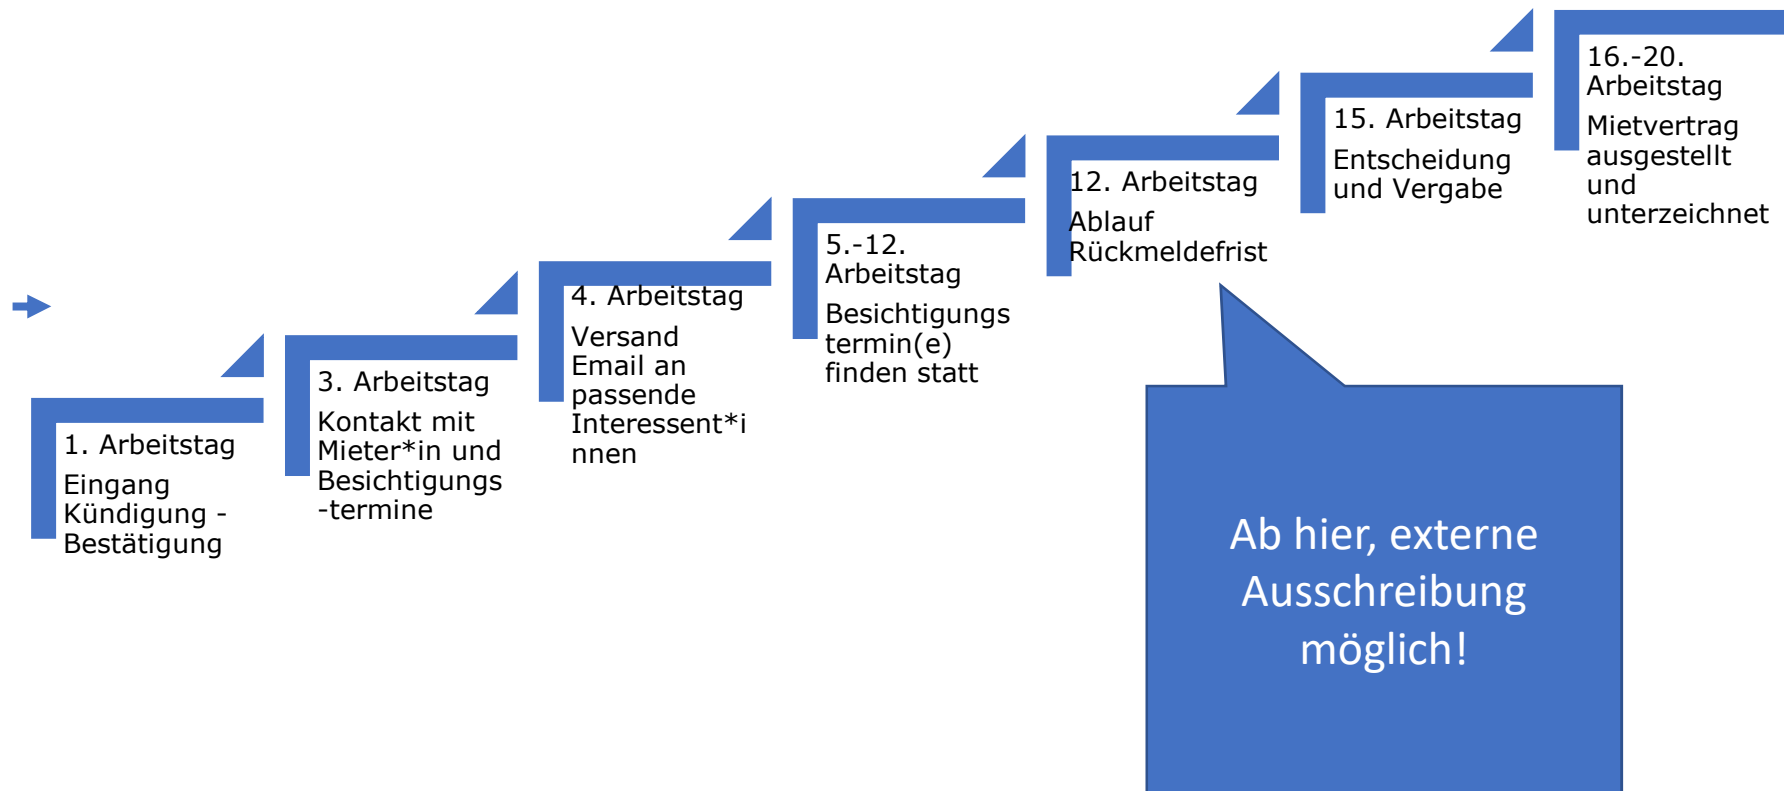 1. Arbeitstag
Eingang
Kündigung -
Bestätigung
3. Arbeitstag
Kontakt mit
Mieter*in und
Besichtigungs
-termine
4. Arbeitstag
Versand
Email an
passende
Interessent*i
nnen
5.-12.
Arbeitstag
Besichtigungs
termin(e)
finden statt
12. Arbeitstag
Ablauf
Rückmeldefrist
15. Arbeitstag
Entscheidung
und Vergabe
16.-20.
Arbeitstag
Mietvertrag
ausgestellt
und
unterzeichnet
Ab hier, externe
Ausschreibung
möglich!